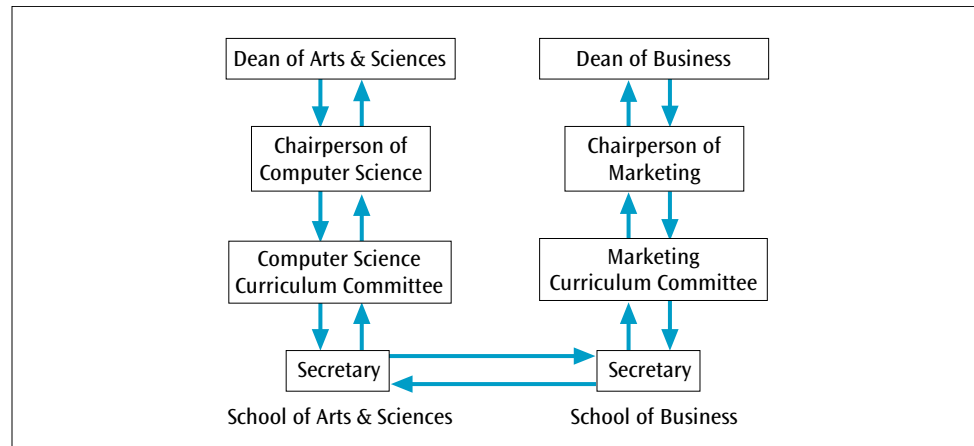 Dean of Arts & Sciences
Chairperson of
Computer Science
Computer Science
Curriculum Committee
Secretary
School of Arts & Sciences
Dean of Business
Chairperson of
Marketing
Marketing
Curriculum Committee
Secretary
School of Business